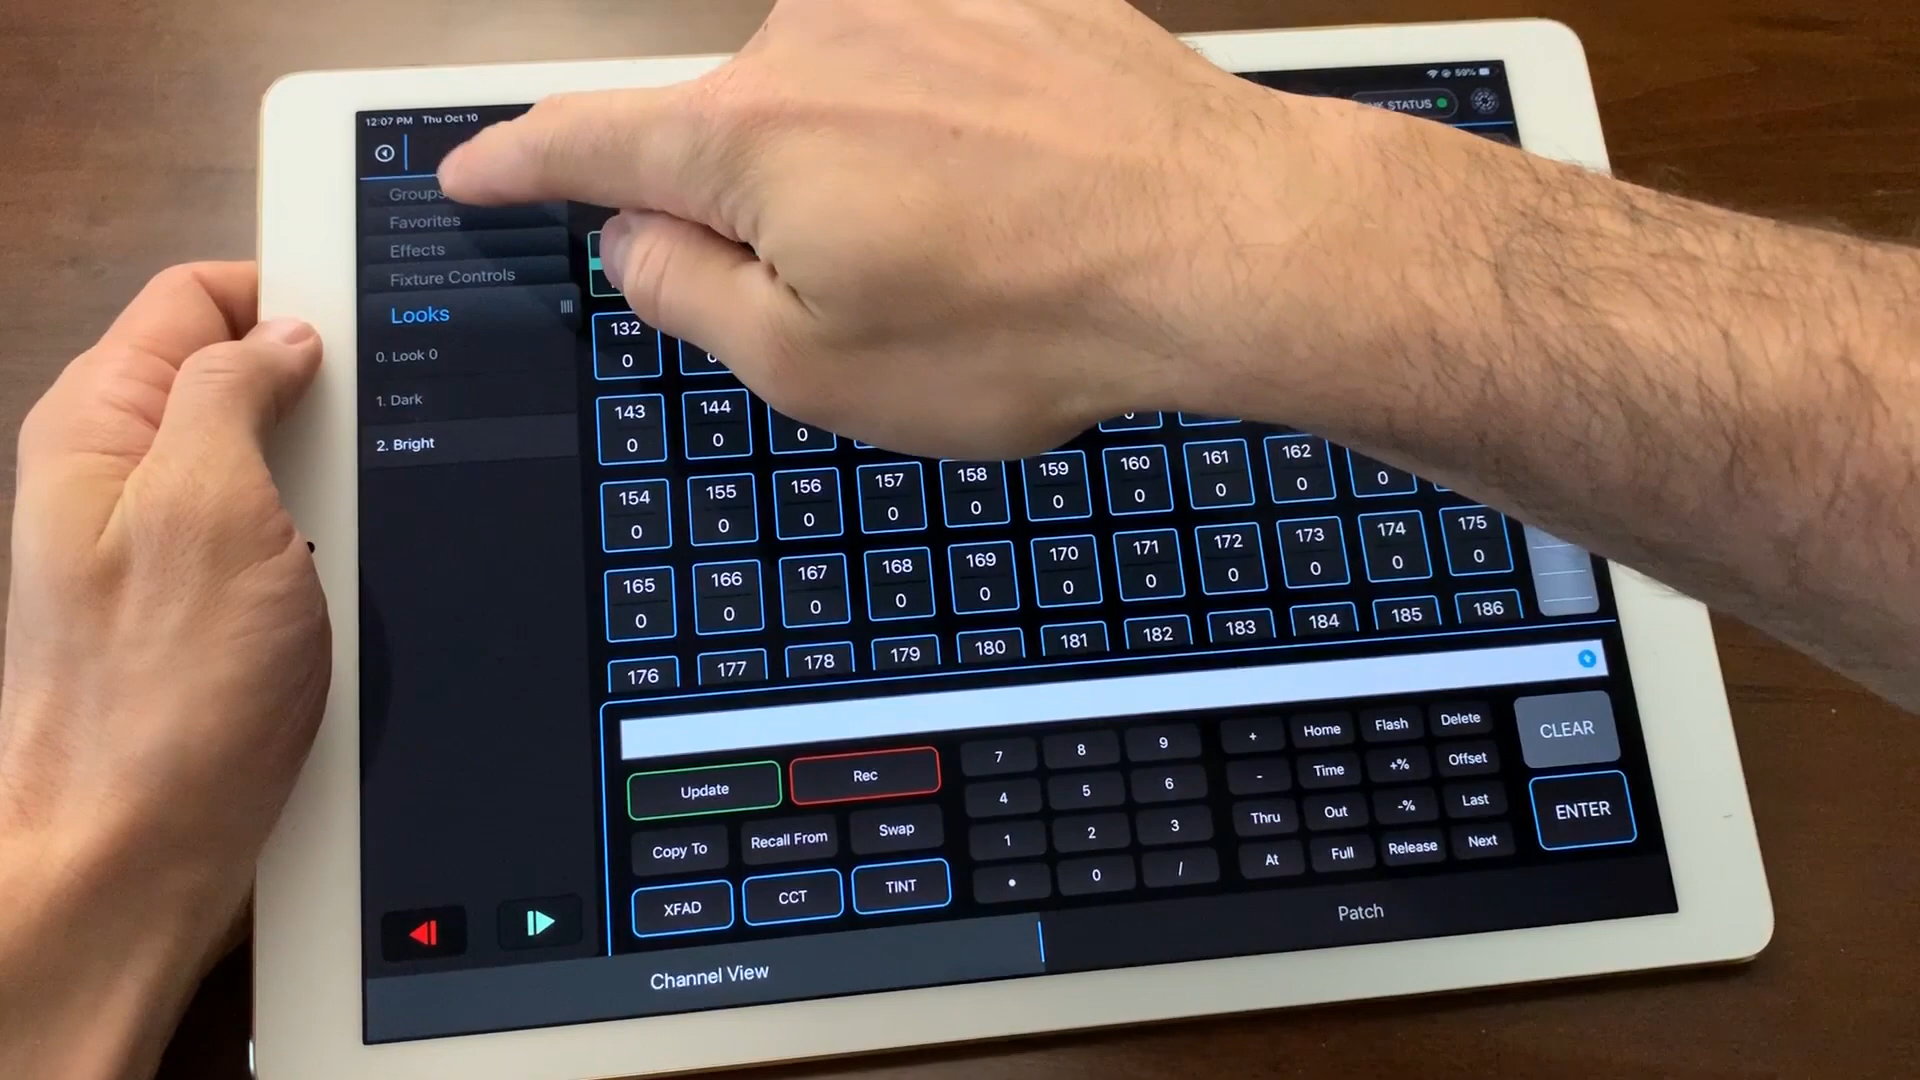 12:07 PM Thu Oct 10
59%
STATUS
Groups
Favorites
Effects
Fixture Controls
Looks
0. Look 0
1. Dark
2. Bright
132
0
143 144
0 0 0
154 155 156 157 158 159 160 161 162
0 0 0 0 0 0 0 0 0 0
165 166 167 168 169 170 171 172 173 174 175
0 0 0 0 0 0 0 0 0 0 0
176 177 178 179 180 181 182 183 184 185 186
Update Rec
Copy To Recall From Swap
XFAD CCT TINT
7 8 9
4 5 6
1 2 3
• 0 /
+ Home Flash Delete
- Time +% Offset
Thru Out -% Last
At Full Release Next
CLEAR
ENTER
Channel View
Patch